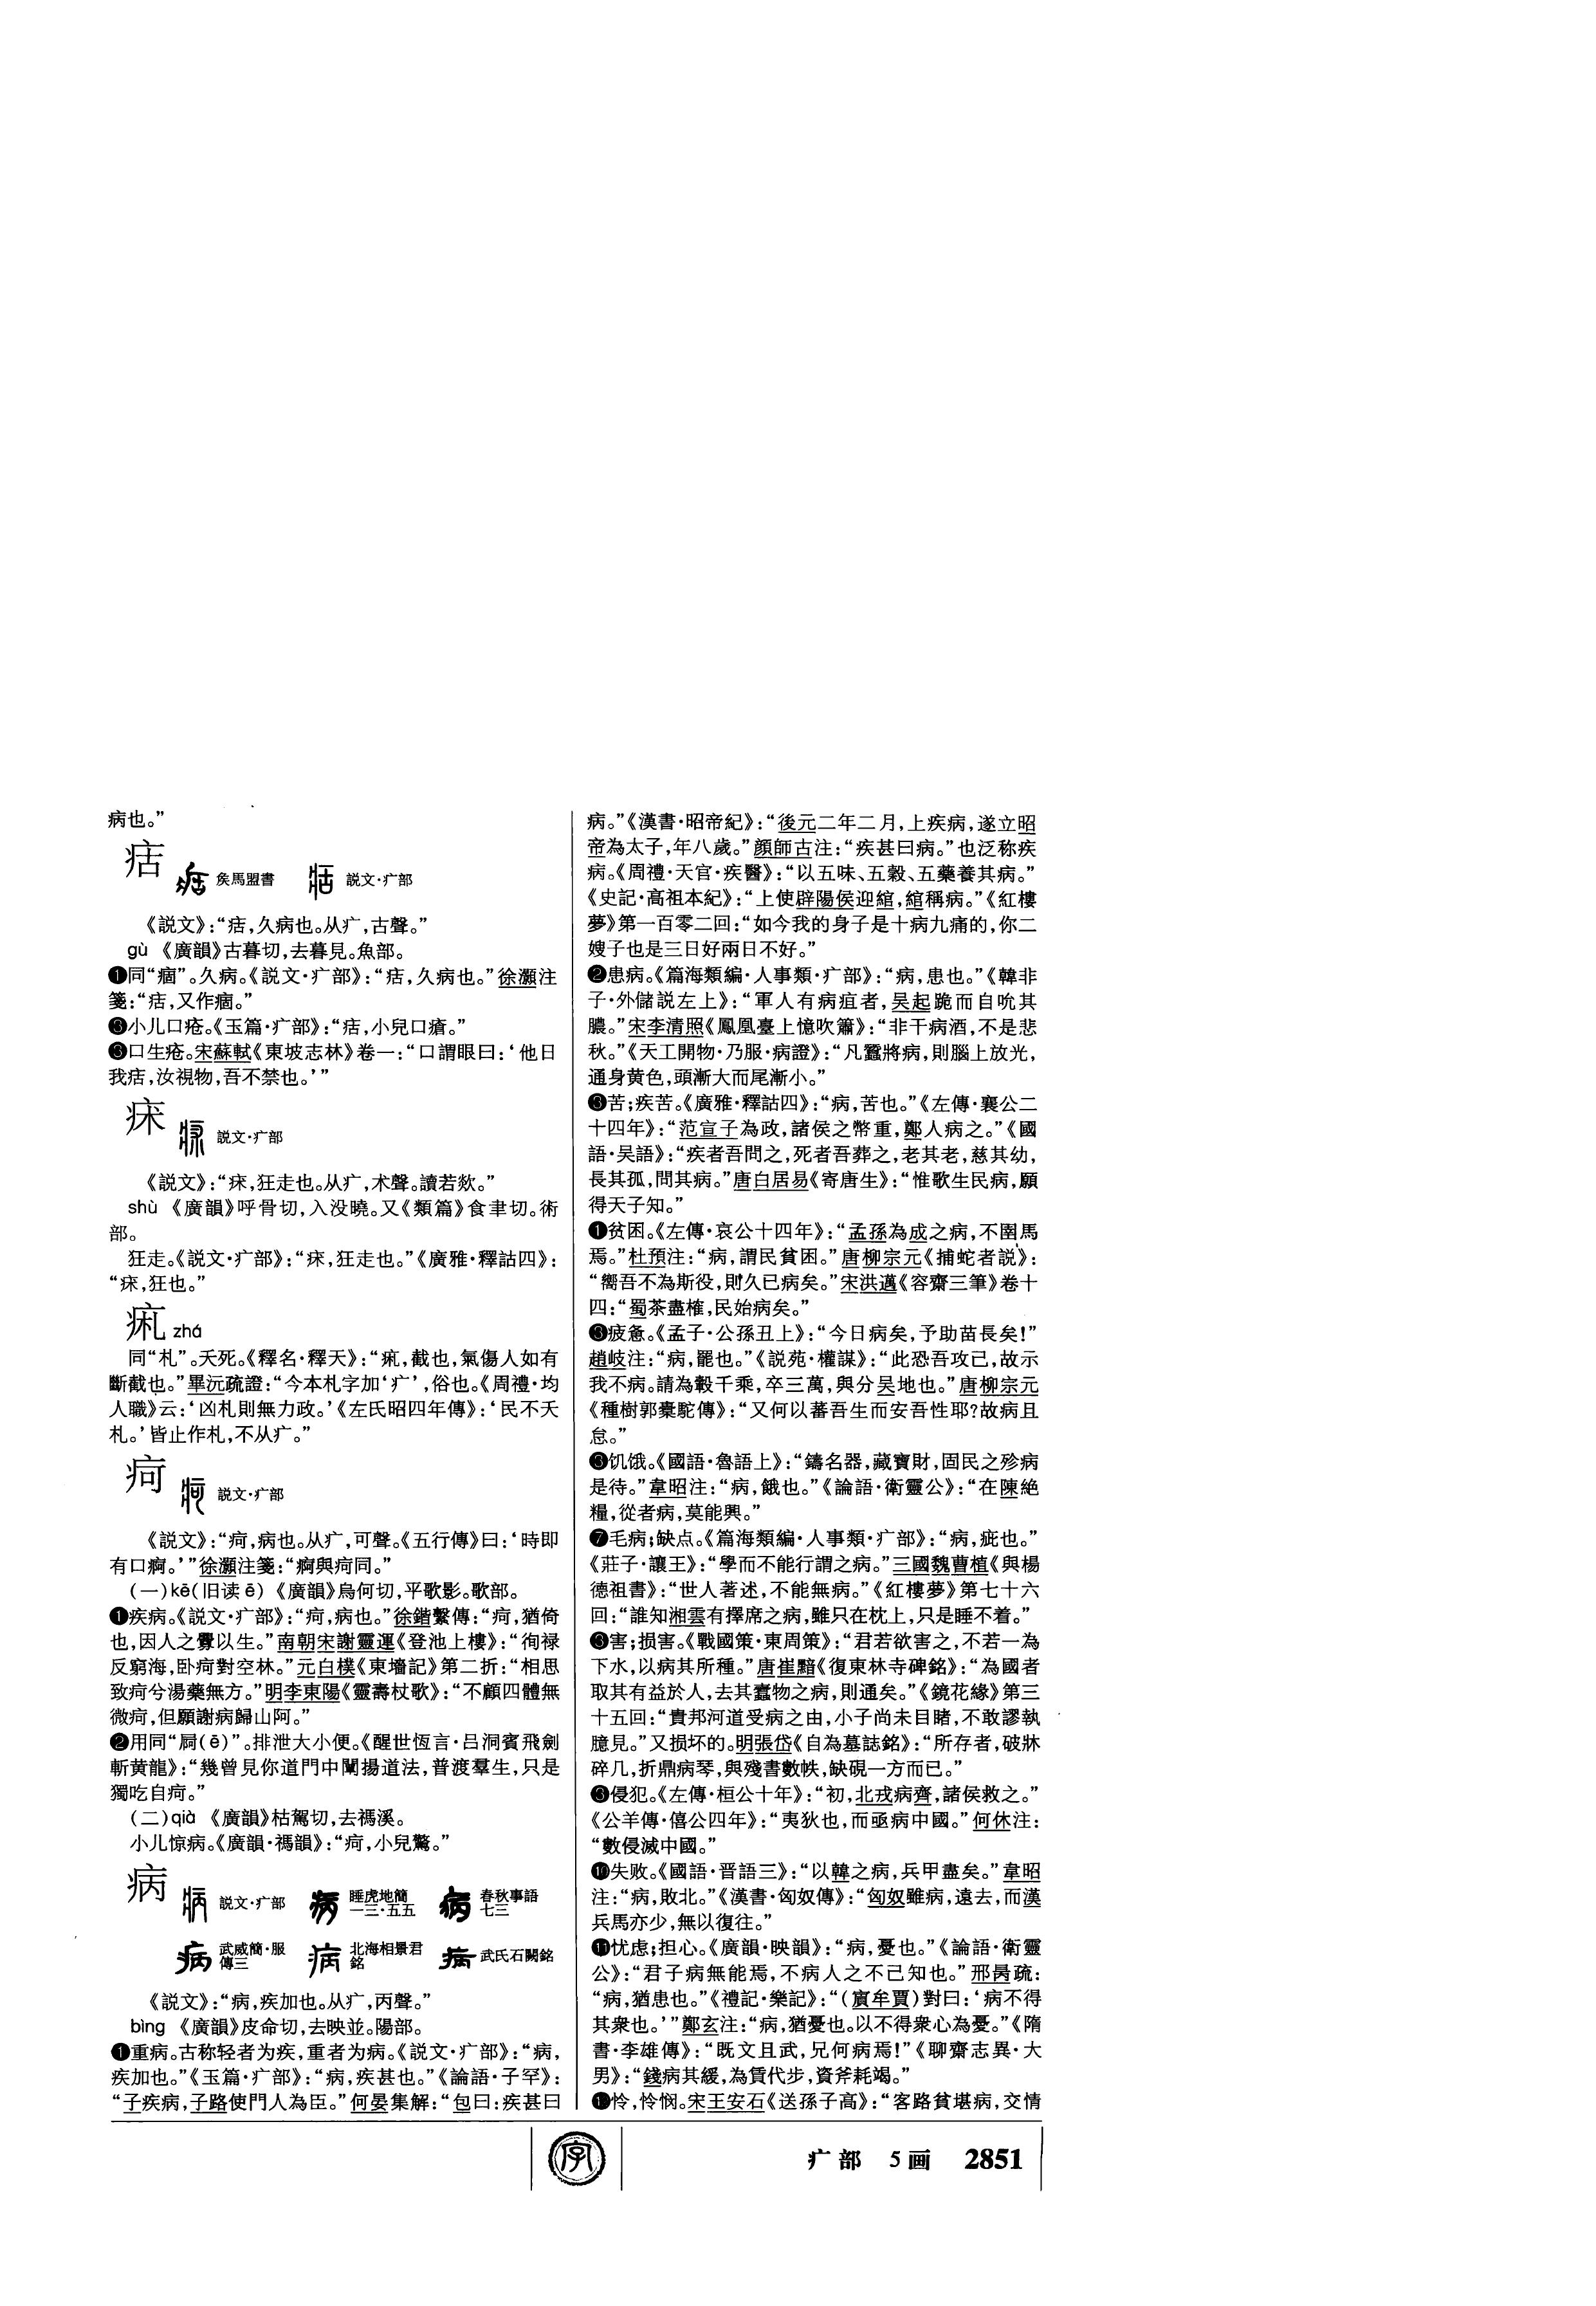 病也。”
痁 侯馬盟書 説文·疒部
《説文》：“痁，久病也。从疒，古聲。”
gù 《廣韻》古暮切，去暮見。魚部。
❶同“痼”。久病。《説文·疒部》：“痁，久病也。”徐灝注
箋：“痁，又作痼。”
❷小儿口疮。《玉篇·疒部》：“痁，小兒口瘡。”
❸口生疮。宋蘇軾《東坡志林》卷一：“口謂眼曰：‘他日
我痁，汝視物，吾不禁也。’”
疩 説文·疒部
《説文》：“疩，狂走也。从疒，术聲。讀若欻。”
shù 《廣韻》呼骨切，入没曉。又《類篇》食聿切。術
部。
狂走。《説文·疒部》：“疩，狂走也。”《廣雅·釋詁四》：
“疩，狂也。”
𤵜 zhá
同“札”。夭死。《釋名·釋天》：“𤵜，截也，氣傷人如有
斷截也。”畢沅疏證：“今本札字加‘疒’，俗也。《周禮·均
人職》云：‘凶札則無力政。’《左氏昭四年傳》：‘民不夭
札。’皆止作札，不从疒。”
疴 説文·疒部
《説文》：“疴，病也。从疒，可聲。《五行傳》曰：‘時即
有口痾。’”徐灝注箋：“痾與疴同。”
（一）kē（旧读ē）《廣韻》烏何切，平歌影。歌部。
❶疾病。《説文·疒部》：“疴，病也。”徐鍇繫傳：“疴，猶倚
也，因人之釁以生。”南朝宋謝靈運《登池上樓》：“徇禄
反窮海，卧疴對空林。”元白樸《東墻記》第二折：“相思
致疴兮湯藥無方。”明李東陽《靈壽杖歌》：“不顧四體無
微疴，但願謝病歸山阿。”
❷用同“屙（ē）”。排泄大小便。《醒世恆言·吕洞賓飛劍
斬黄龍》：“幾曾見你道門中闡揚道法，普渡羣生，只是
獨吃自疴。”
（二）qià 《廣韻》枯駕切，去禡溪。
小儿惊病。《廣韻·禡韻》：“疴，小兒驚。”
病 説文·疒部 睡虎地簡一三·五五 春秋事語七三
武威簡·服傳三 北海相景君銘 武氏石闕銘
《説文》：“病，疾加也。从疒，丙聲。”
bìng 《廣韻》皮命切，去映並。陽部。
❶重病。古称轻者为疾，重者为病。《説文·疒部》：“病，
疾加也。”《玉篇·疒部》：“病，疾甚也。”《論語·子罕》：
“子疾病，子路使門人為臣。”何晏集解：“包曰：疾甚曰
病。”《漢書·昭帝紀》：“後元二年二月，上疾病，遂立昭
帝為太子，年八歲。”顔師古注：“疾甚曰病。”也泛称疾
病。《周禮·天官·疾醫》：“以五味、五穀、五藥養其病。”
《史記·高祖本紀》：“上使辟陽侯迎綰，綰稱病。”《紅樓
夢》第一百零二回：“如今我的身子是十病九痛的，你二
嫂子也是三日好兩日不好。”
❷患病。《篇海類編·人事類·疒部》：“病，患也。”《韓非
子·外儲説左上》：“軍人有病疽者，吴起跪而自吮其
膿。”宋李清照《鳳凰臺上憶吹簫》：“非干病酒，不是悲
秋。”《天工開物·乃服·病證》：“凡蠶將病，則腦上放光，
通身黄色，頭漸大而尾漸小。”
❸苦；疾苦。《廣雅·釋詁四》：“病，苦也。”《左傳·襄公二
十四年》：“范宣子為政，諸侯之幣重，鄭人病之。”《國
語·吴語》：“疾者吾問之，死者吾葬之，老其老，慈其幼，
長其孤，問其病。”唐白居易《寄唐生》：“惟歌生民病，願
得天子知。”
❹贫困。《左傳·哀公十四年》：“孟孫為成之病，不圉馬
焉。”杜預注：“病，謂民貧困。”唐柳宗元《捕蛇者説》：
“嚮吾不為斯役，則久已病矣。”宋洪邁《容齋三筆》卷十
四：“蜀茶盡榷，民始病矣。”
❺疲惫。《孟子·公孫丑上》：“今日病矣，予助苗長矣！”
趙岐注：“病，罷也。”《説苑·權謀》：“此恐吾攻已，故示
我不病。請為轂千乘，卒三萬，與分吴地也。”唐柳宗元
《種樹郭橐駝傳》：“又何以蕃吾生而安吾性耶？故病且
怠。”
❻饥饿。《國語·魯語上》：“鑄名器，藏寶財，固民之殄病
是待。”韋昭注：“病，餓也。”《論語·衛靈公》：“在陳絶
糧，從者病，莫能興。”
❼毛病；缺点。《篇海類編·人事類·疒部》：“病，疵也。”
《莊子·讓王》：“學而不能行謂之病。”三國魏曹植《與楊
德祖書》：“世人著述，不能無病。”《紅樓夢》第七十六
回：“誰知湘雲有擇席之病，雖只在枕上，只是睡不着。”
❽害；损害。《戰國策·東周策》：“君若欲害之，不若一為
下水，以病其所種。”唐崔黯《復東林寺碑銘》：“為國者
取其有益於人，去其蠹物之病，則通矣。”《鏡花緣》第三
十五回：“貴邦河道受病之由，小子尚未目睹，不敢謬執
臆見。”又损坏的。明張岱《自為墓誌銘》：“所存者，破牀
碎几，折鼎病琴，與殘書數帙，缺硯一方而已。”
❾侵犯。《左傳·桓公十年》：“初，北戎病齊，諸侯救之。”
《公羊傳·僖公四年》：“夷狄也，而亟病中國。”何休注：
“數侵滅中國。”
❿失败。《國語·晋語三》：“以韓之病，兵甲盡矣。”韋昭
注：“病，敗北。”《漢書·匈奴傳》：“匈奴雖病，遠去，而漢
兵馬亦少，無以復往。”
⓫忧虑；担心。《廣韻·映韻》：“病，憂也。”《論語·衛靈
公》：“君子病無能焉，不病人之不已知也。”邢昺疏：
“病，猶患也。”《禮記·樂記》：“（賓牟賈）對曰：‘病不得
其衆也。’”鄭玄注：“病，猶憂也。以不得衆心為憂。”《隋
書·李雄傳》：“既文且武，兄何病焉！”《聊齋志異·大
男》：“錢病其緩，為賃代步，資斧耗竭。”
⓬怜，怜悯。宋王安石《送孫子高》：“客路貧堪病，交情
字
疒部 5画 2851